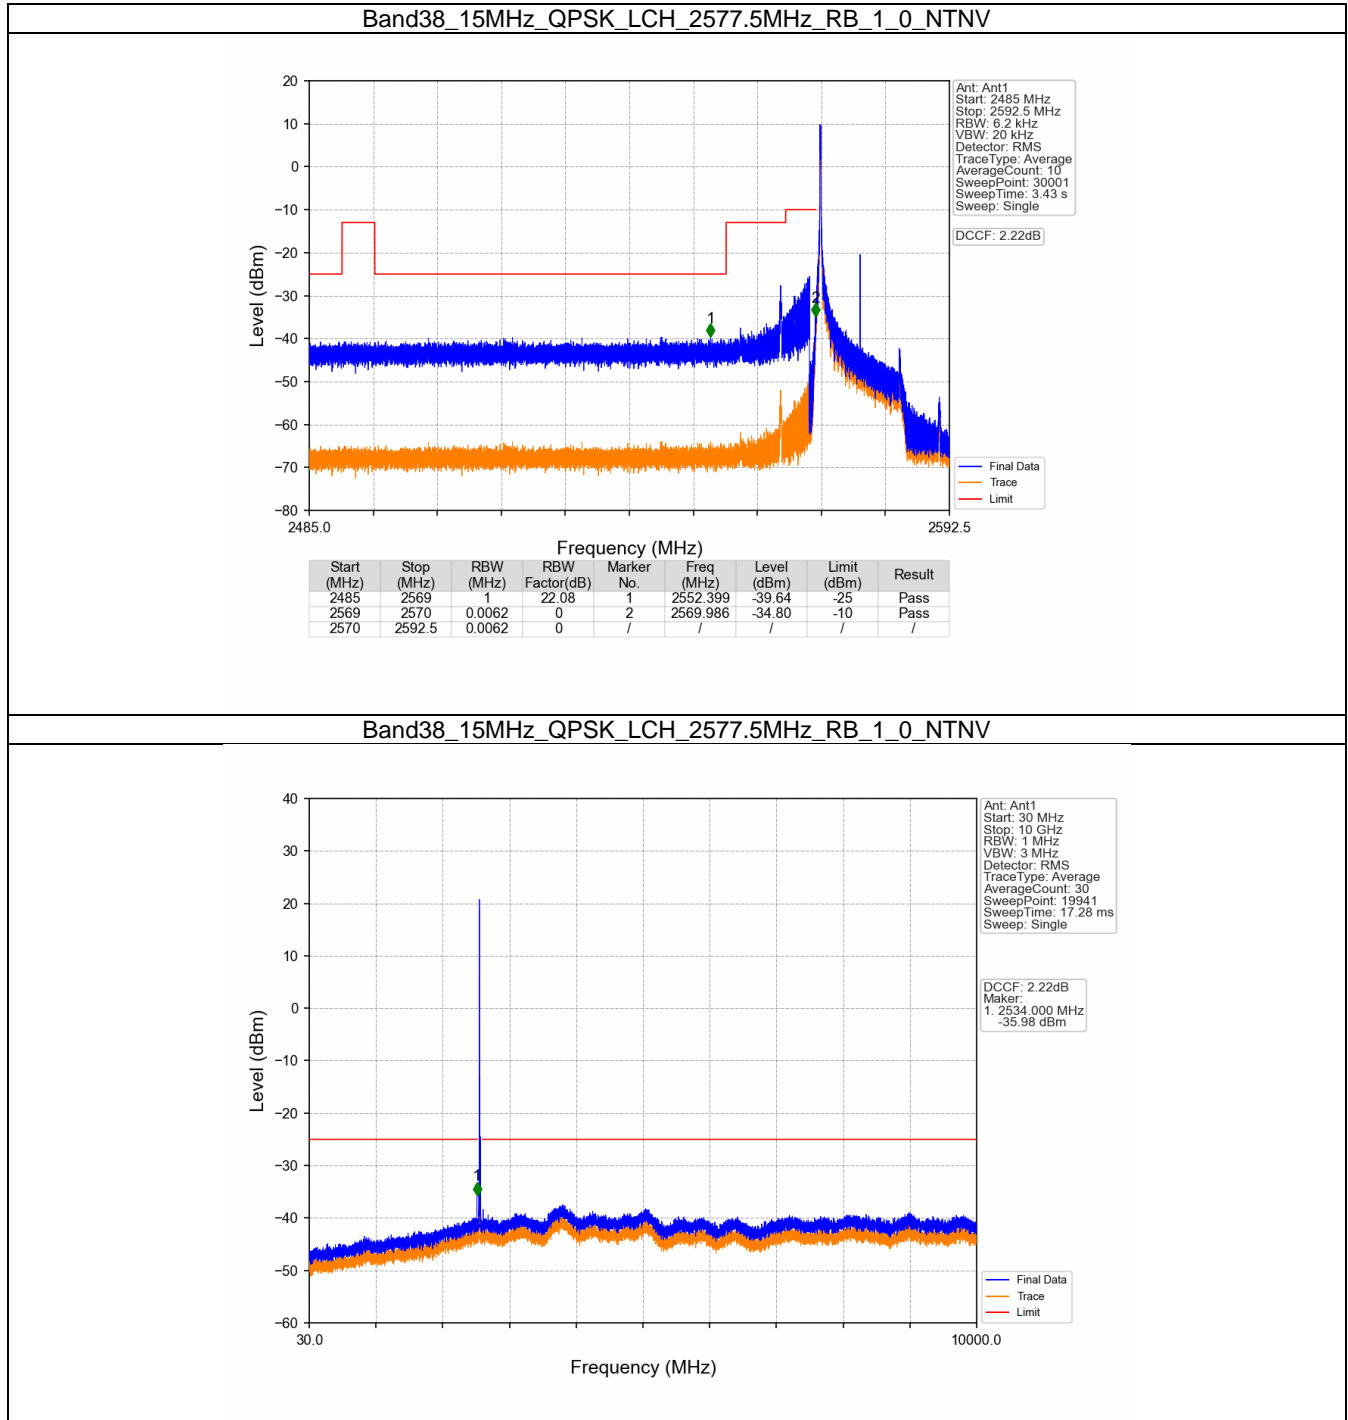 Band38_15MHz_QPSK_LCH_2577.5MHz_RB_1_0_NTNV
20
10
0
−10
−20
−30
−40
−50
−60
−70
−80
Level (dBm)
1
2
2485.0
2592.5
Frequency (MHz)
Ant: Ant1
Start: 2485 MHz
Stop: 2592.5 MHz
RBW: 6.2 kHz
VBW: 20 kHz
Detector: RMS
TraceType: Average
AverageCount: 10
SweepPoint: 30001
SweepTime: 3.43 s
Sweep: Single
DCCF: 2.22dB
Final Data
Trace
Limit
Start (MHz) Stop (MHz) RBW (MHz) RBW Factor(dB) Marker No. Freq (MHz) Level (dBm) Limit (dBm) Result
2485 2569 1 22.08 1 2552.399 -39.64 -25 Pass
2569 2570 0.0062 0 2 2569.986 -34.80 -10 Pass
2570 2592.5 0.0062 0 / / / / /
Band38_15MHz_QPSK_LCH_2577.5MHz_RB_1_0_NTNV
40
30
20
10
0
−10
−20
−30
−40
−50
−60
Level (dBm)
1
30.0
10000.0
Frequency (MHz)
Ant: Ant1
Start: 30 MHz
Stop: 10 GHz
RBW: 1 MHz
VBW: 3 MHz
Detector: RMS
TraceType: Average
AverageCount: 30
SweepPoint: 19941
SweepTime: 17.28 ms
Sweep: Single
DCCF: 2.22dB
Maker:
1. 2534.000 MHz
-35.98 dBm
Final Data
Trace
Limit